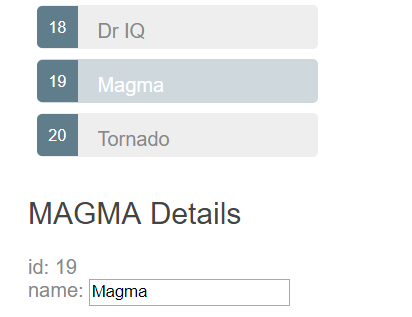 18 Dr IQ
19 Magma
20 Tornado
MAGMA Details
id: 19
name: Magma